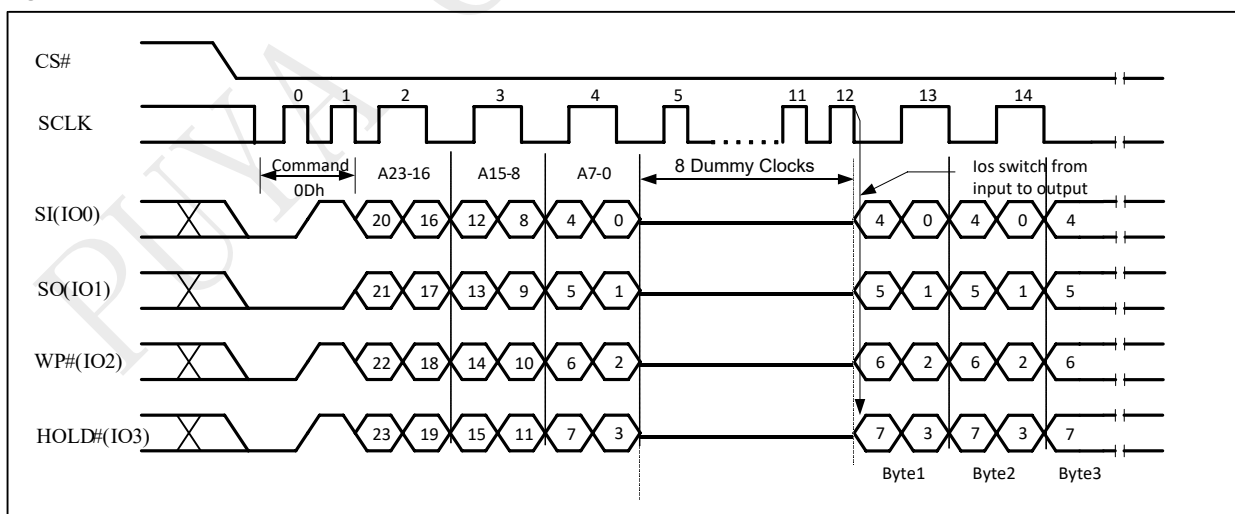 PUYA
CS#
0 1 2 3 4 5 11 12 13 14
SCLK
Command
0Dh
A23-16 A15-8 A7-0 8 Dummy Clocks
Ios switch from
input to output
SI(IO0) 20 16 12 8 4 0 4 0 4 0 4
SO(IO1) 21 17 13 9 5 1 5 1 5 1 5
WP#(IO2) 22 18 14 10 6 2 6 2 6 2 6
HOLD#(IO3) 23 19 15 11 7 3 7 3 7 3 7
Byte1 Byte2 Byte3